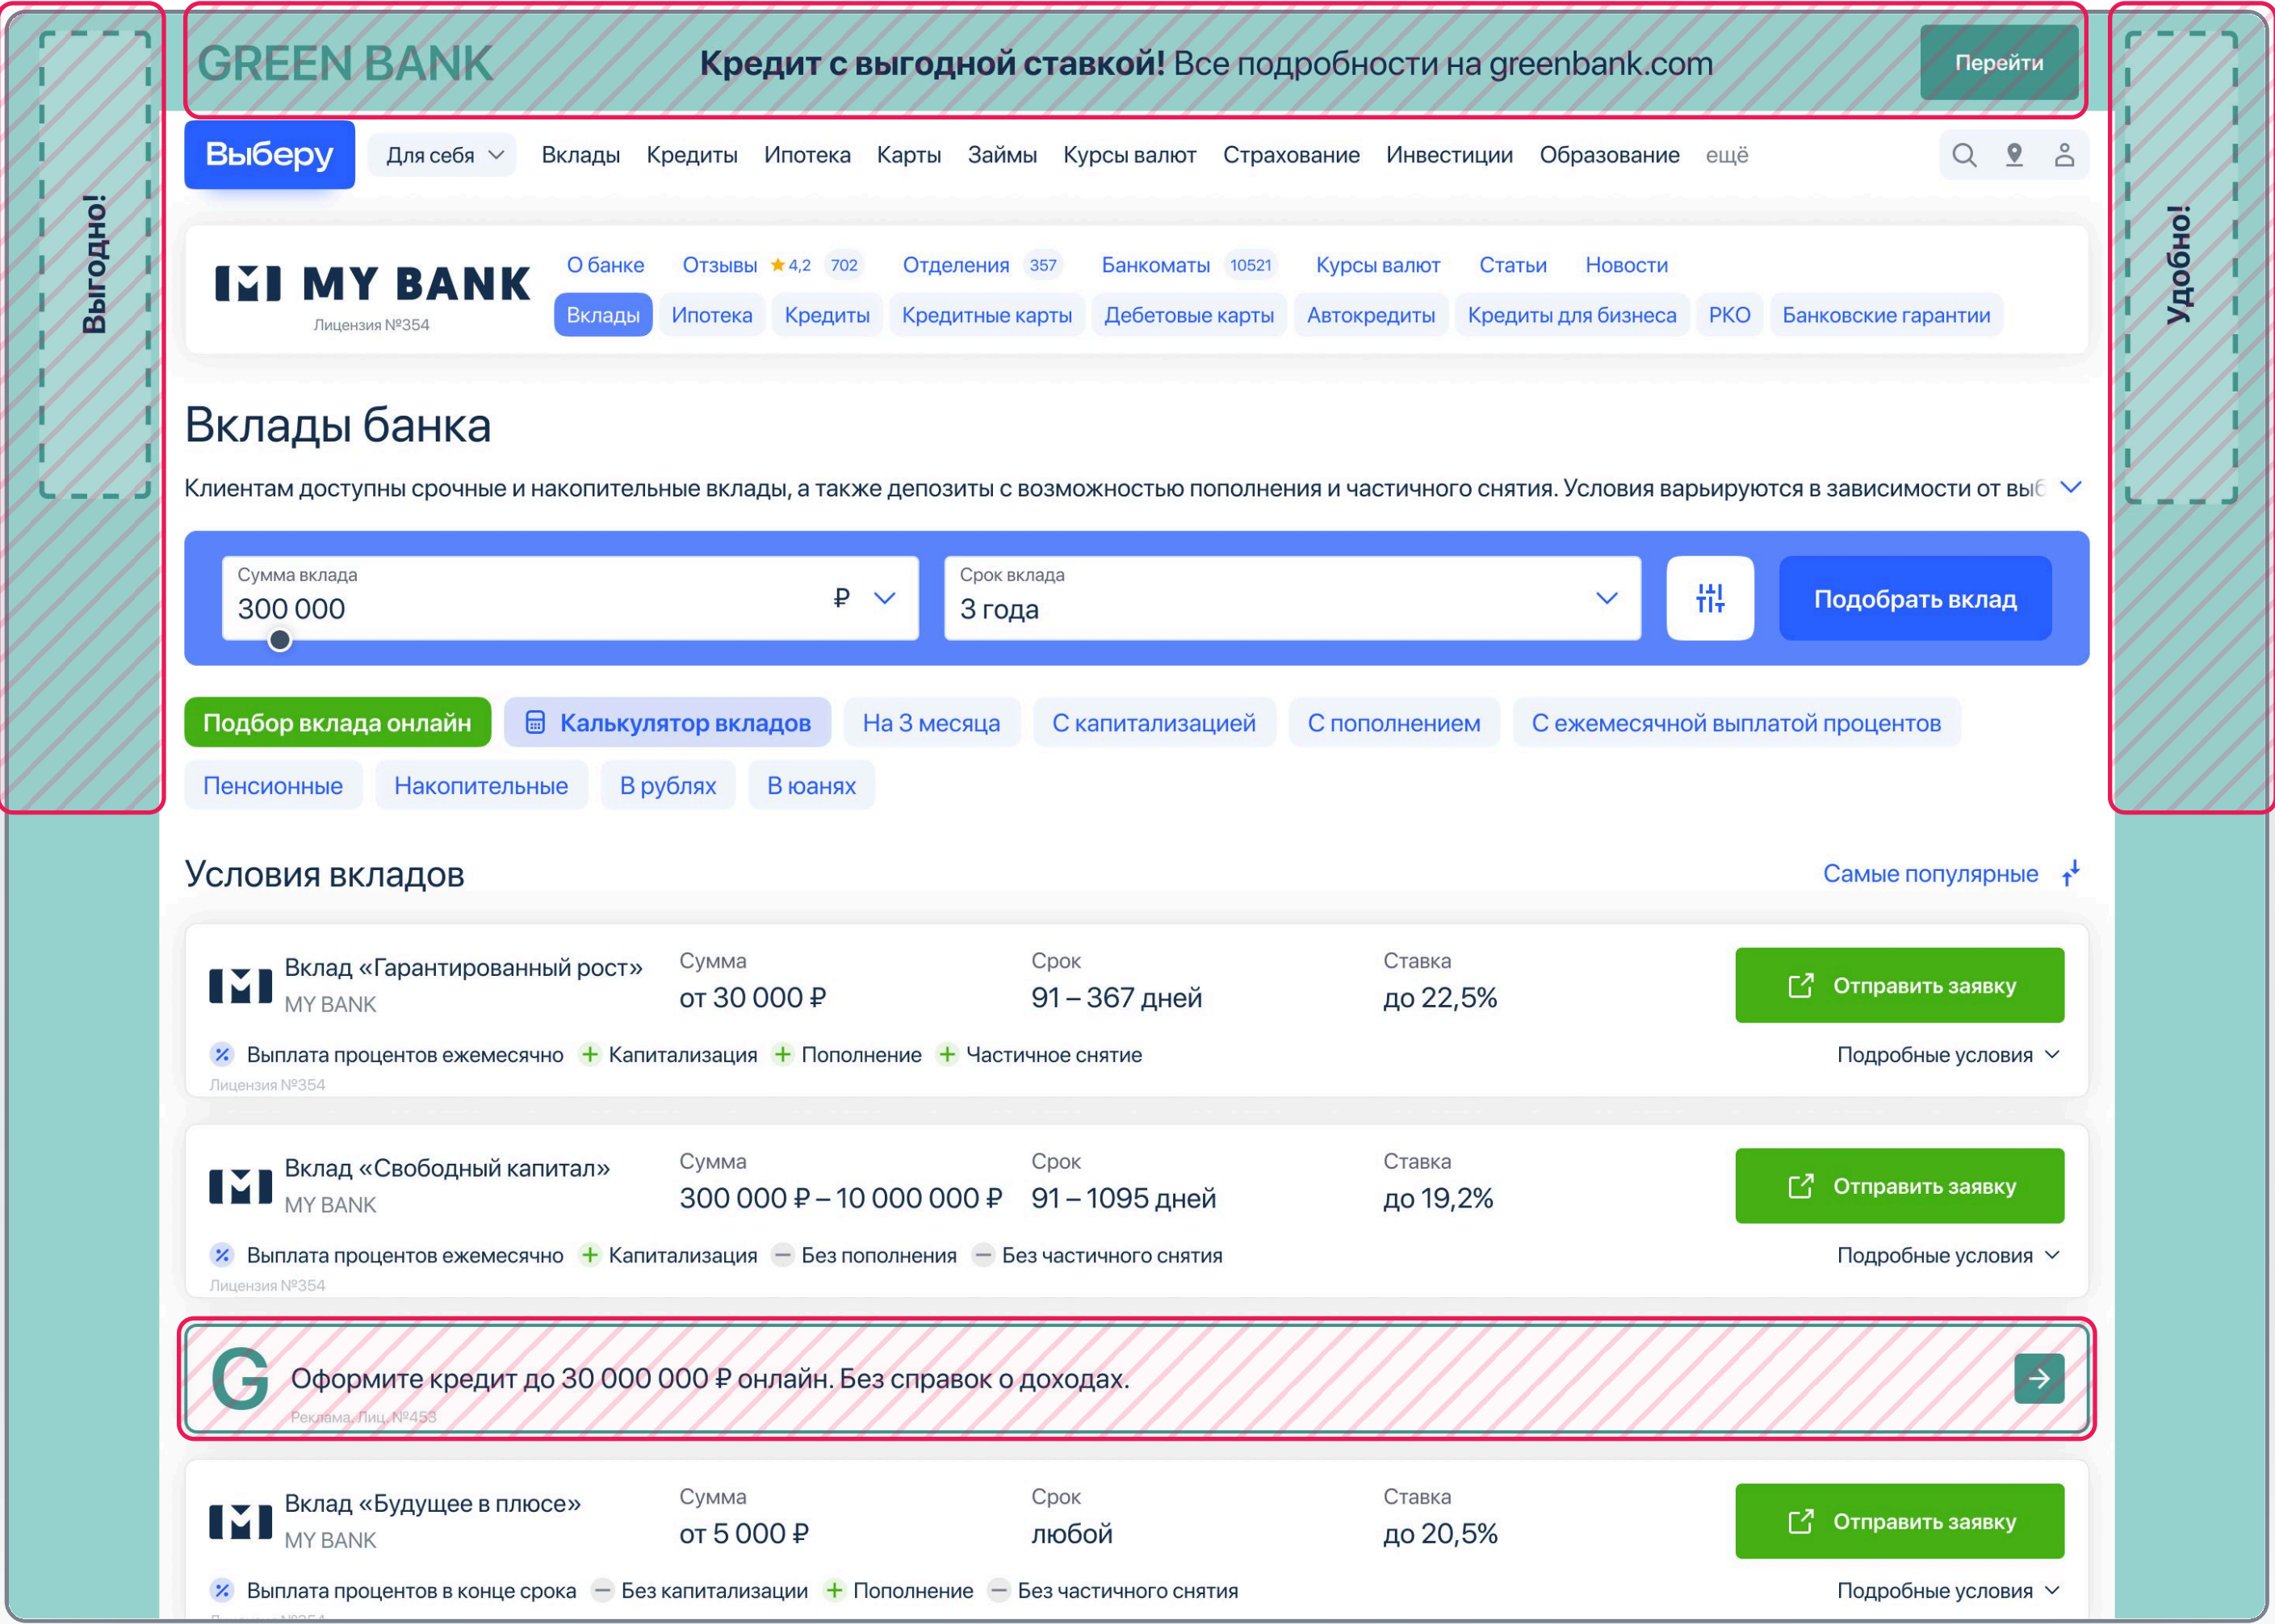 GREEN BANK
Кредит с выгодной ставкой! Все подробности на greenbank.com
Перейти
Выгодно!
Удобно!
Выберу
Для себя
Вклады Кредиты Ипотека Карты Займы Курсы валют Страхование Инвестиции Образование ещё
MY BANK
Лицензия №354
О банке Отзывы 4,2 702 Отделения 357 Банкоматы 10521 Курсы валют Статьи Новости
Вклады Ипотека Кредиты Кредитные карты Дебетовые карты Автокредиты Кредиты для бизнеса РКО Банковские гарантии
Вклады банка
Клиентам доступны срочные и накопительные вклады, а также депозиты с возможностью пополнения и частичного снятия. Условия варьируются в зависимости от выб
Сумма вклада
300 000 ₽
Срок вклада
3 года
Подобрать вклад
Подбор вклада онлайн Калькулятор вкладов На 3 месяца С капитализацией С пополнением С ежемесячной выплатой процентов
Пенсионные Накопительные В рублях В юанях
Условия вкладов
Самые популярные
Вклад «Гарантированный рост»
MY BANK
Сумма
от 30 000 ₽
Срок
91 – 367 дней
Ставка
до 22,5%
Отправить заявку
Выплата процентов ежемесячно + Капитализация + Пополнение + Частичное снятие
Подробные условия
Лицензия №354
Вклад «Свободный капитал»
MY BANK
Сумма
300 000 ₽ – 10 000 000 ₽
Срок
91 – 1095 дней
Ставка
до 19,2%
Отправить заявку
Выплата процентов ежемесячно + Капитализация – Без пополнения – Без частичного снятия
Подробные условия
Лицензия №354
G
Оформите кредит до 30 000 000 ₽ онлайн. Без справок о доходах.
Реклама. Лиц. №453
Вклад «Будущее в плюсе»
MY BANK
Сумма
от 5 000 ₽
Срок
любой
Ставка
до 20,5%
Отправить заявку
Выплата процентов в конце срока – Без капитализации + Пополнение – Без частичного снятия
Подробные условия